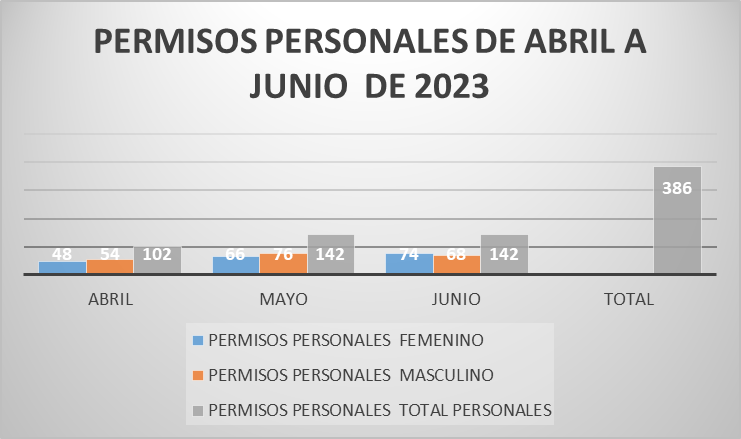 PERMISOS PERSONALES DE ABRIL A
JUNIO DE 2023
386
48 54 102 66 76 142 74 68 142
ABRIL MAYO JUNIO TOTAL
PERMISOS PERSONALES FEMENINO
PERMISOS PERSONALES MASCULINO
PERMISOS PERSONALES TOTAL PERSONALES